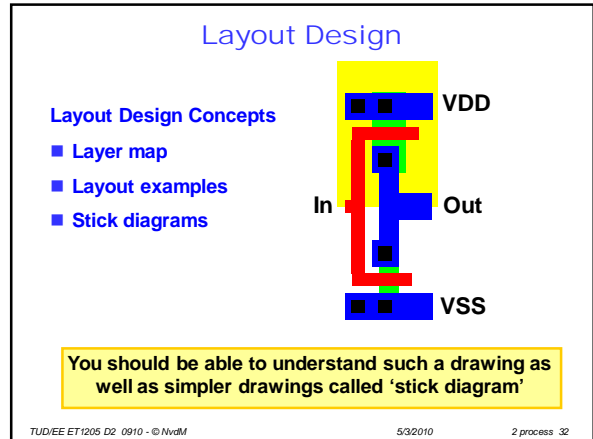 Layout Design
Layout Design Concepts
Layer map
Layout examples
Stick diagrams
VDD
In
Out
VSS
You should be able to understand such a drawing as
well as simpler drawings called ‘stick diagram’
TUD/EE ET1205 D2 0910 - © NvdM
5/3/2010
2 process 32